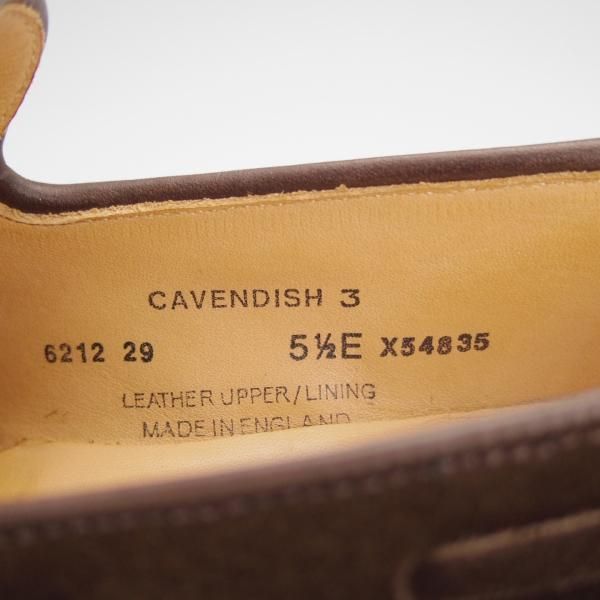 CAVENDISH 3
6212 29 5½E X54835
LEATHER UPPER/LINING
MADE IN ENGLAND